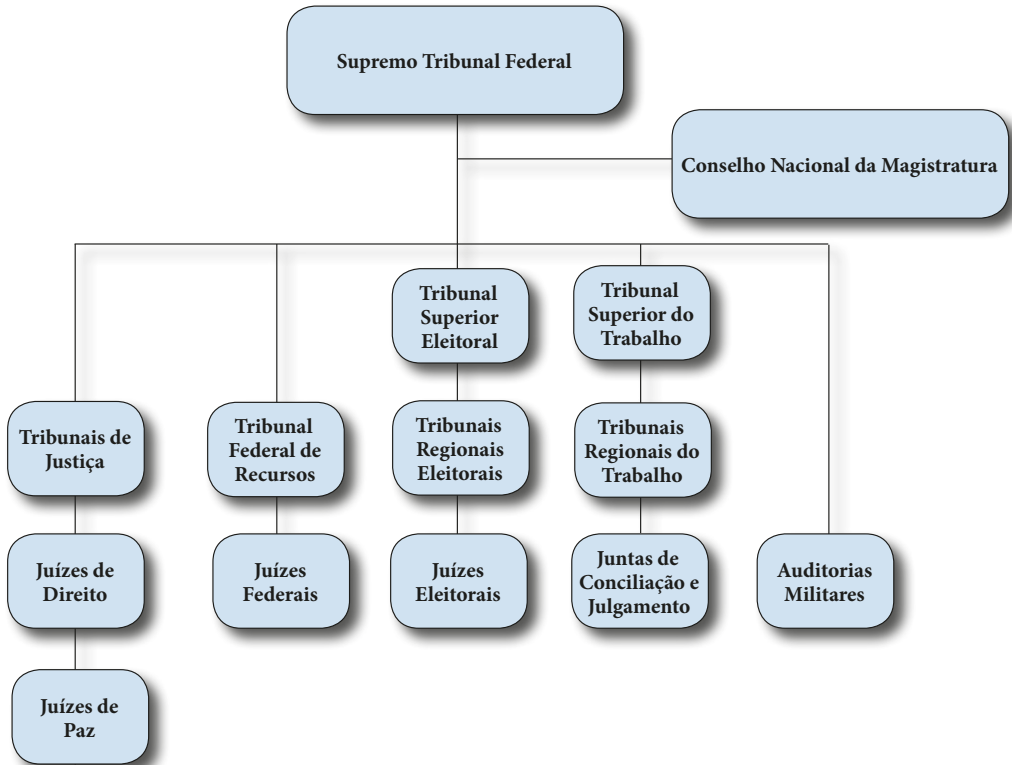 Supremo Tribunal Federal
Conselho Nacional da Magistratura
Tribunal
Superior
Eleitoral
Tribunal
Superior do
Trabalho
Tribunais de
Justiça
Tribunal
Federal de
Recursos
Tribunais
Regionais
Eleitorais
Tribunais
Regionais do
Trabalho
Juízes de
Direito
Juízes
Federais
Juízes
Eleitorais
Juntas de
Conciliação e
Julgamento
Auditorias
Militares
Juízes de
Paz